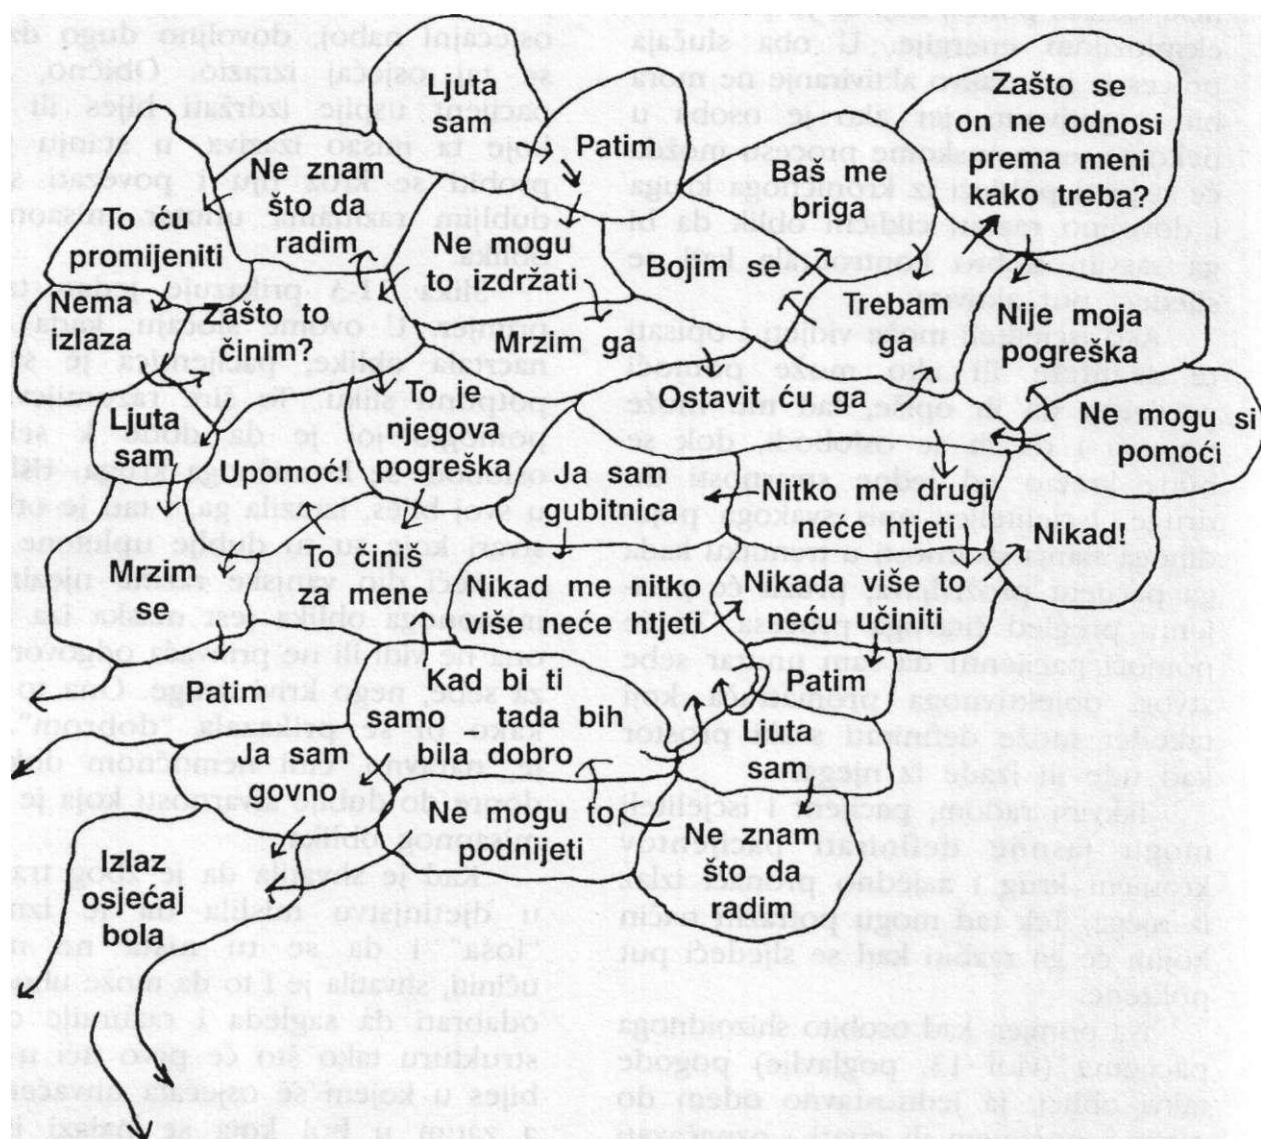 Ljuta
sam
Patim
Zašto se
on ne odnosi
prema meni
kako treba?
Ne znam
što da
radim
Baš me
briga
To ću
promijeniti
Ne mogu
to izdržati
Bojim se
Nema
izlaza
Zašto to
činim?
Mrzim ga
Trebam
ga
Nije moja
pogreška
Ljuta
sam
To je
njegova
pogreška
Ostavit ću ga
Ne mogu si
pomoći
Upomoć!
Ja sam
gubitnica
Nitko me drugi
neće htjeti
Nikad!
Mrzim
se
To činiš
za mene
Nikad me nitko
više neće htjeti
Nikada više to
neću učiniti
Patim
Kad bi ti
samo tada bih
bila dobro
Patim
Ja sam
govno
Ljuta
sam
Ne mogu to
podnijeti
Ne znam
što da
radim
Izlaz
osjećaj
bola